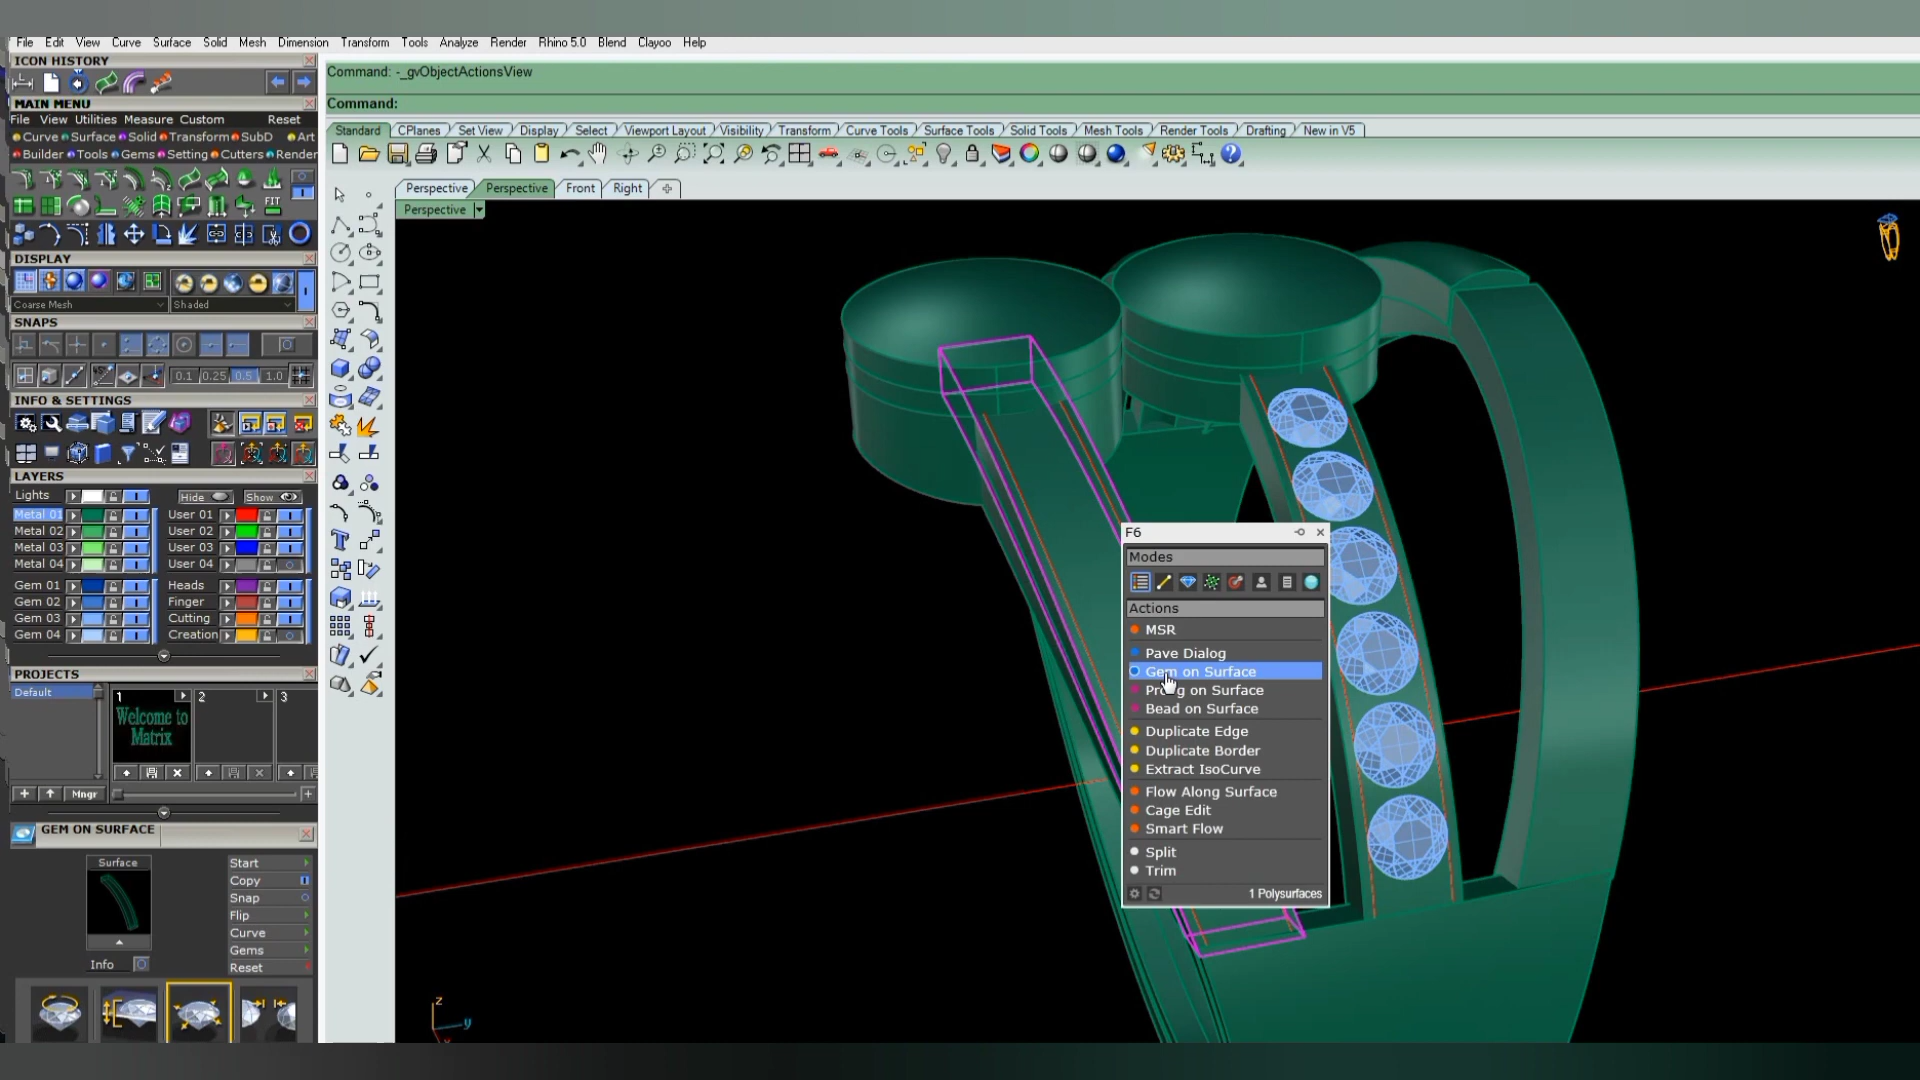 File Edit View Curve Surface Solid Mesh Dimension Transform Tools Analyze Render Rhino 5.0 Blend Clayoo Help
ICON HISTORY
MAIN MENU
File View Utilities Measure Custom Reset
Curve Surface Solid Transform SubD Art
Builder Tools Gems Setting Cutters Render
FIT
DISPLAY
Coarse Mesh Shaded
SNAPS
0.1 0.25 0.5 1.0
INFO & SETTINGS
LAYERS
Lights Hide Show
Metal 01 User 01
Metal 02 User 02
Metal 03 User 03
Metal 04 User 04
Gem 01 Heads
Gem 02 Finger
Gem 03 Cutting
Gem 04 Creation
PROJECTS
Default
1 2 3
Welcome to
Matrix
Mngr
GEM ON SURFACE
Surface
Info
Start
Copy
Snap
Flip
Curve
Gems
Reset
Command: -_gvObjectActionsView
Command:
Standard CPlanes Set View Display Select Viewport Layout Visibility Transform Curve Tools Surface Tools Solid Tools Mesh Tools Render Tools Drafting New in V5
Perspective Perspective Front Right
Perspective
F6
Modes
Actions
MSR
Pave Dialog
Gem on Surface
Prong on Surface
Bead on Surface
Duplicate Edge
Duplicate Border
Extract IsoCurve
Flow Along Surface
Cage Edit
Smart Flow
Split
Trim
1 Polysurfaces
z
y
x